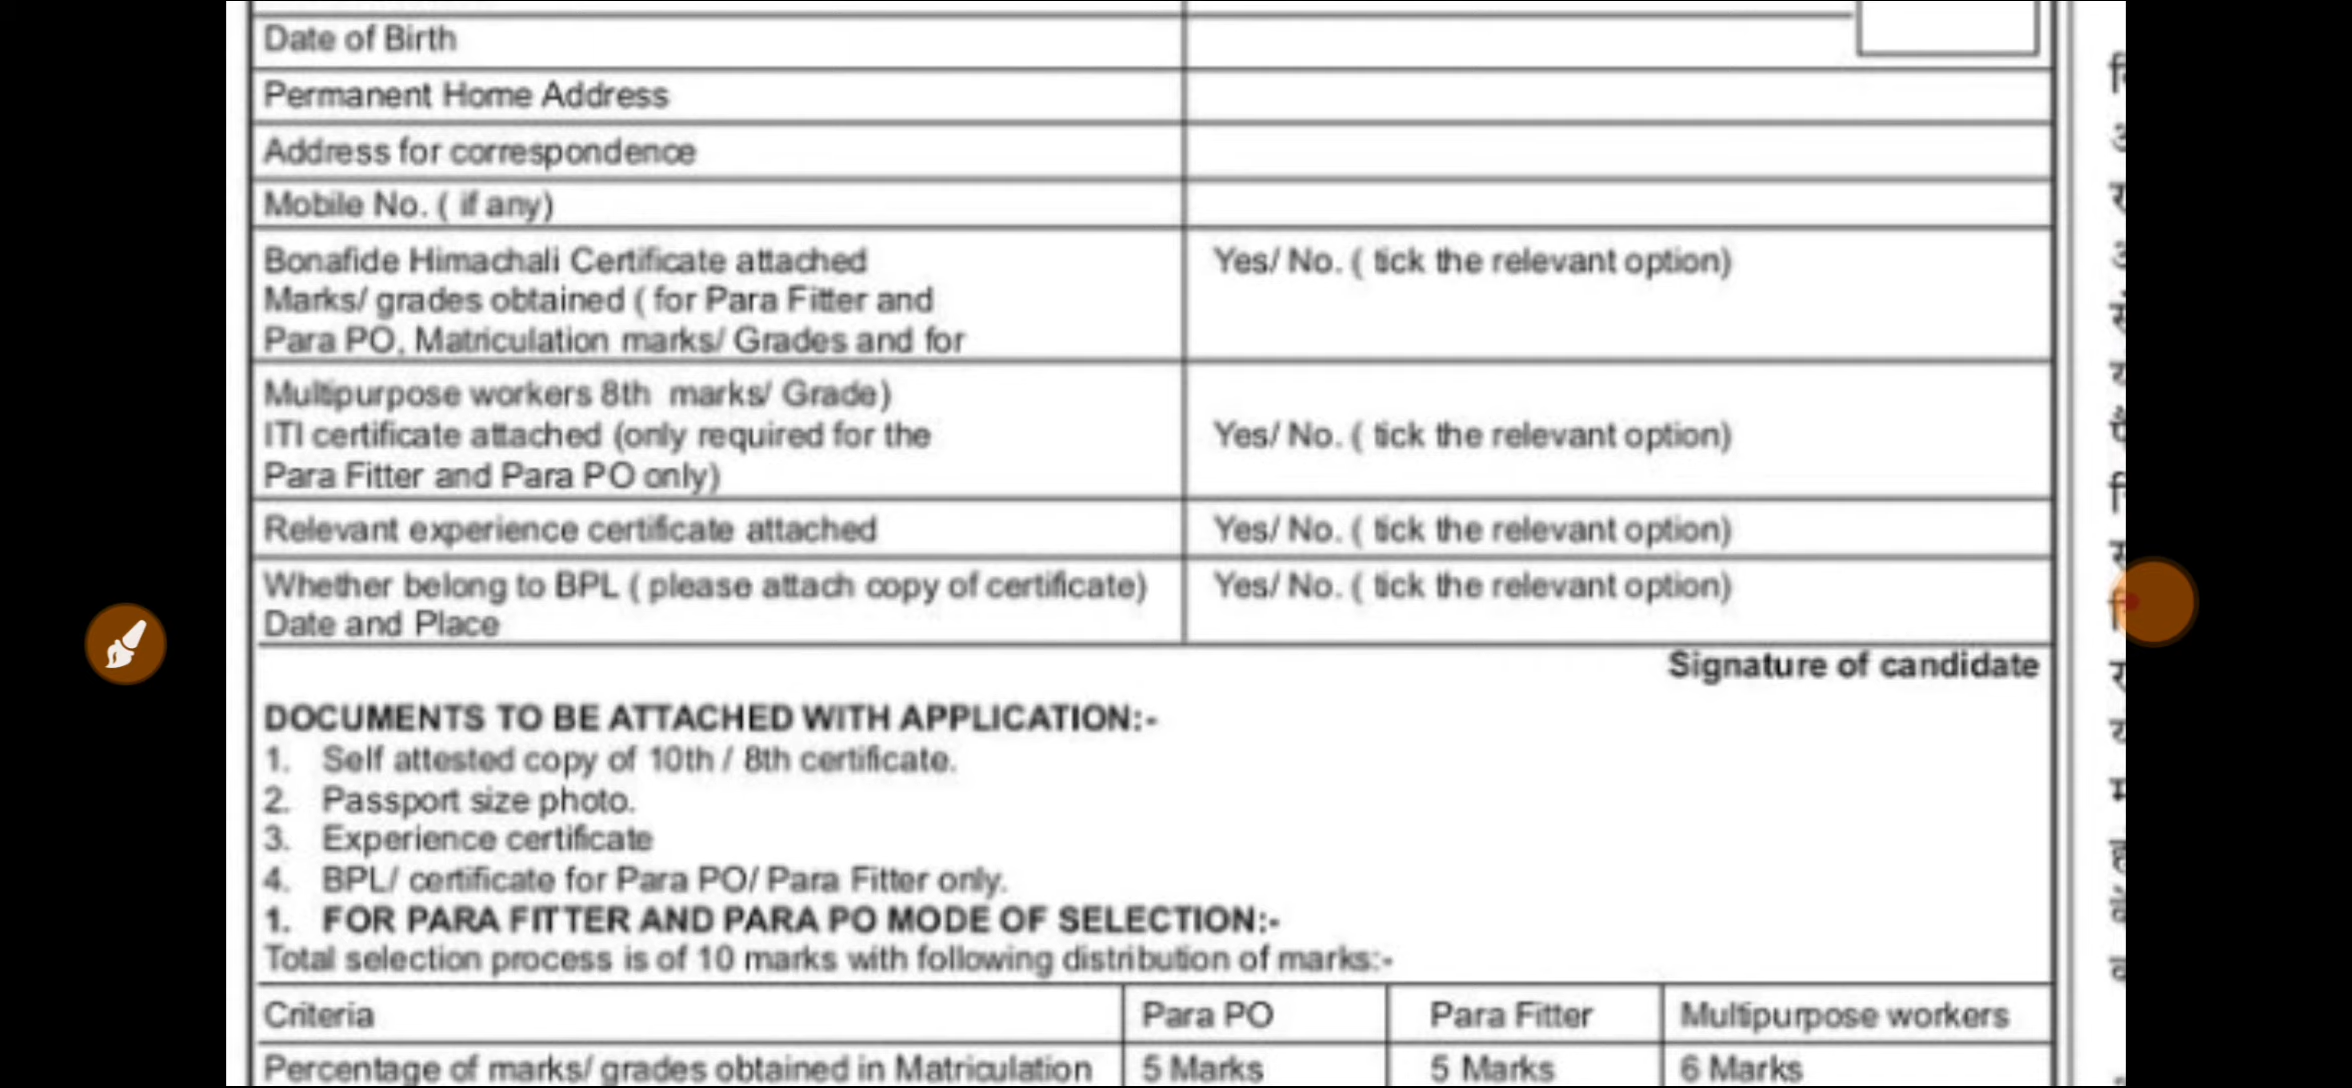 Date of Birth
Permanent Home Address
Address for correspondence
Mobile No. ( if any)
Bonafide Himachali Certificate attached Yes/ No. ( tick the relevant option)
Marks/ grades obtained ( for Para Fitter and
Para PO, Matriculation marks/ Grades and for
Multipurpose workers 8th marks/ Grade)
ITI certificate attached (only required for the Yes/ No. ( tick the relevant option)
Para Fitter and Para PO only)
Relevant experience certificate attached Yes/ No. ( tick the relevant option)
Whether belong to BPL ( please attach copy of certificate) Yes/ No. ( tick the relevant option)
Date and Place
Signature of candidate
DOCUMENTS TO BE ATTACHED WITH APPLICATION:-
1. Self attested copy of 10th / 8th certificate.
2. Passport size photo.
3. Experience certificate
4. BPL/ certificate for Para PO/ Para Fitter only.
1. FOR PARA FITTER AND PARA PO MODE OF SELECTION:-
Total selection process is of 10 marks with following distribution of marks:-
Criteria Para PO Para Fitter Multipurpose workers
Percentage of marks/ grades obtained in Matriculation 5 Marks 5 Marks 6 Marks